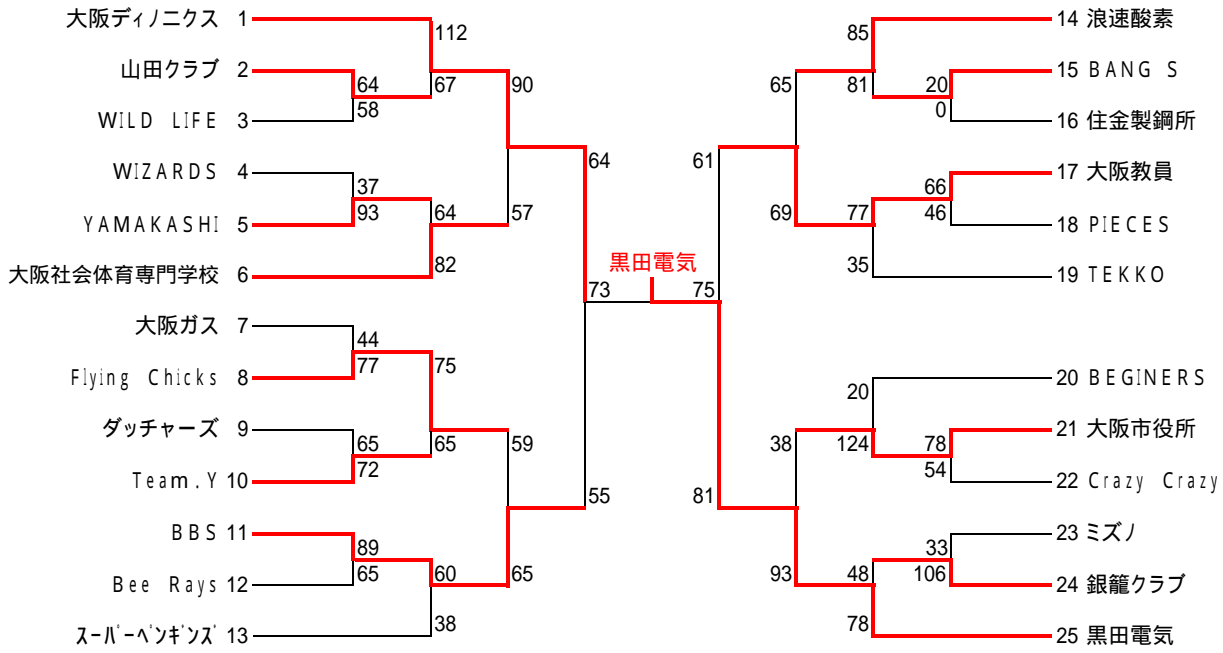 大阪ディノニクス 1
112
14 浪速酸素
85
山田クラブ 2
64
67
90
65
81
20
15 BANG S
WILD LIFE 3
58
0
16 住金製鋼所
WIZARDS 4
37
64
61
66
17 大阪教員
YAMAKASHI 5
93
64
57
69
77
46
18 PIECES
大阪社会体育専門学校 6
82
黒田電気
35
19 TEKKO
73
75
大阪ガス 7
44
Flying Chicks 8
77
75
20
20 BEGINERS
ダッチャーズ 9
65
65
59
38
124
78
21 大阪市役所
Team.Y 10
72
54
22 Crazy Crazy
55
81
BBS 11
89
33
23 ミズノ
Bee Rays 12
65
60
65
93
48
106
24 銀籠クラブ
スーパーペンギンズ 13
38
78
25 黒田電気